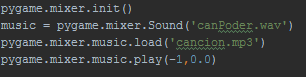 pygame.mixer.init()
music = pygame.mixer.Sound('canPoder.wav')
pygame.mixer.music.load('cancion.mp3')
pygame.mixer.music.play(-1,0.0)